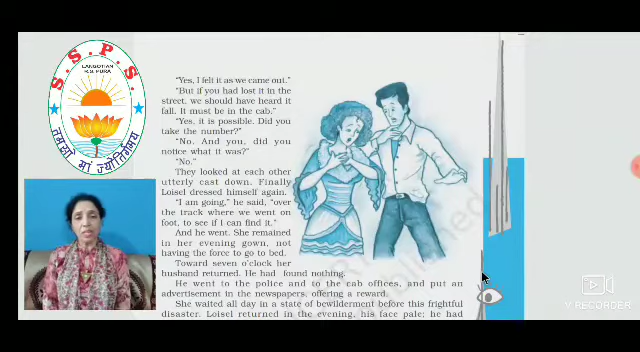 S. S. P. S.
LANGOTIAN
R.S. PURA
तमसो मां ज्योतिर्गमय
"Yes, I felt it as we came out."
"But if you had lost it in the
street, we should have heard it
fall. It must be in the cab."
"Yes, it is possible. Did you
take the number?"
"No. And you, did you
notice what it was?"
"No."
They looked at each other
utterly cast down. Finally
Loisel dressed himself again.
"I am going," he said, "over
the track where we went on
foot, to see if I can find it."
And he went. She remained
in her evening gown, not
having the force to go to bed.
Toward seven o'clock her
husband returned. He had found nothing.
He went to the police and to the cab offices, and put an
advertisement in the newspapers, offering a reward.
She waited all day in a state of bewilderment before this frightful
disaster. Loisel returned in the evening, his face pale; he had
V RECORDER